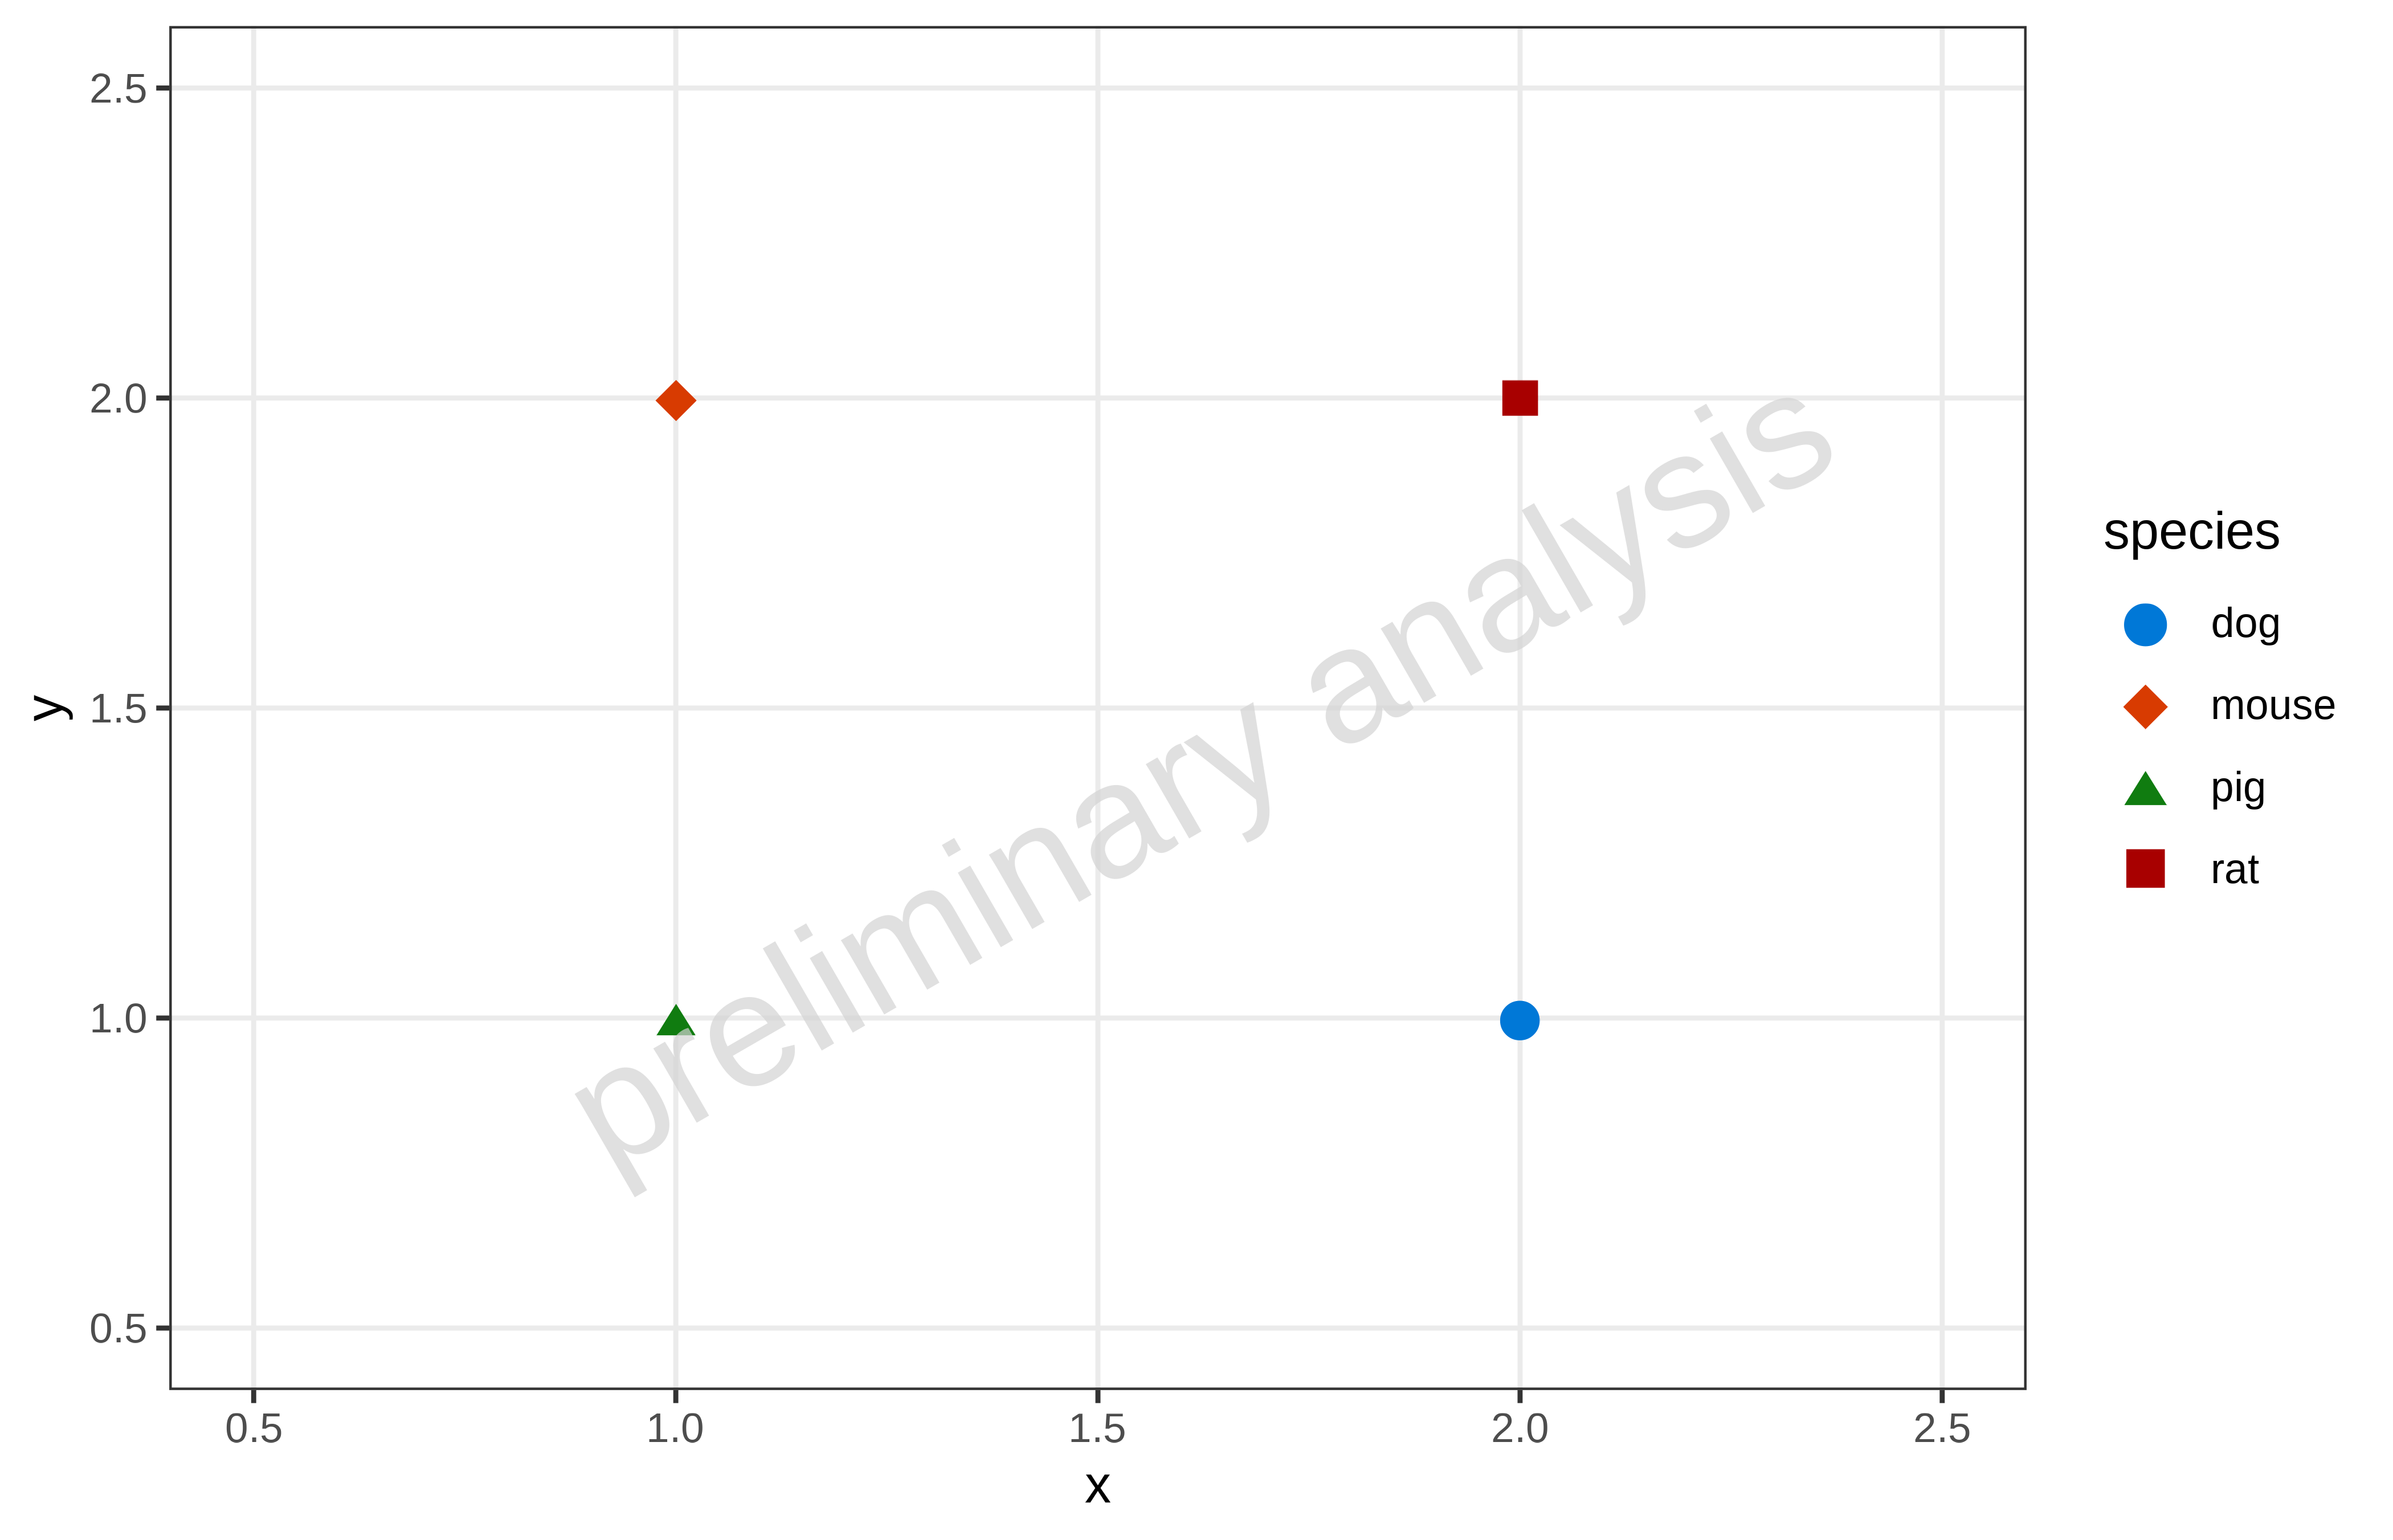 2.5
2.0
1.5
1.0
0.5
y
0.5 1.0 1.5 2.0 2.5
x
preliminary analysis
species
dog
mouse
pig
rat